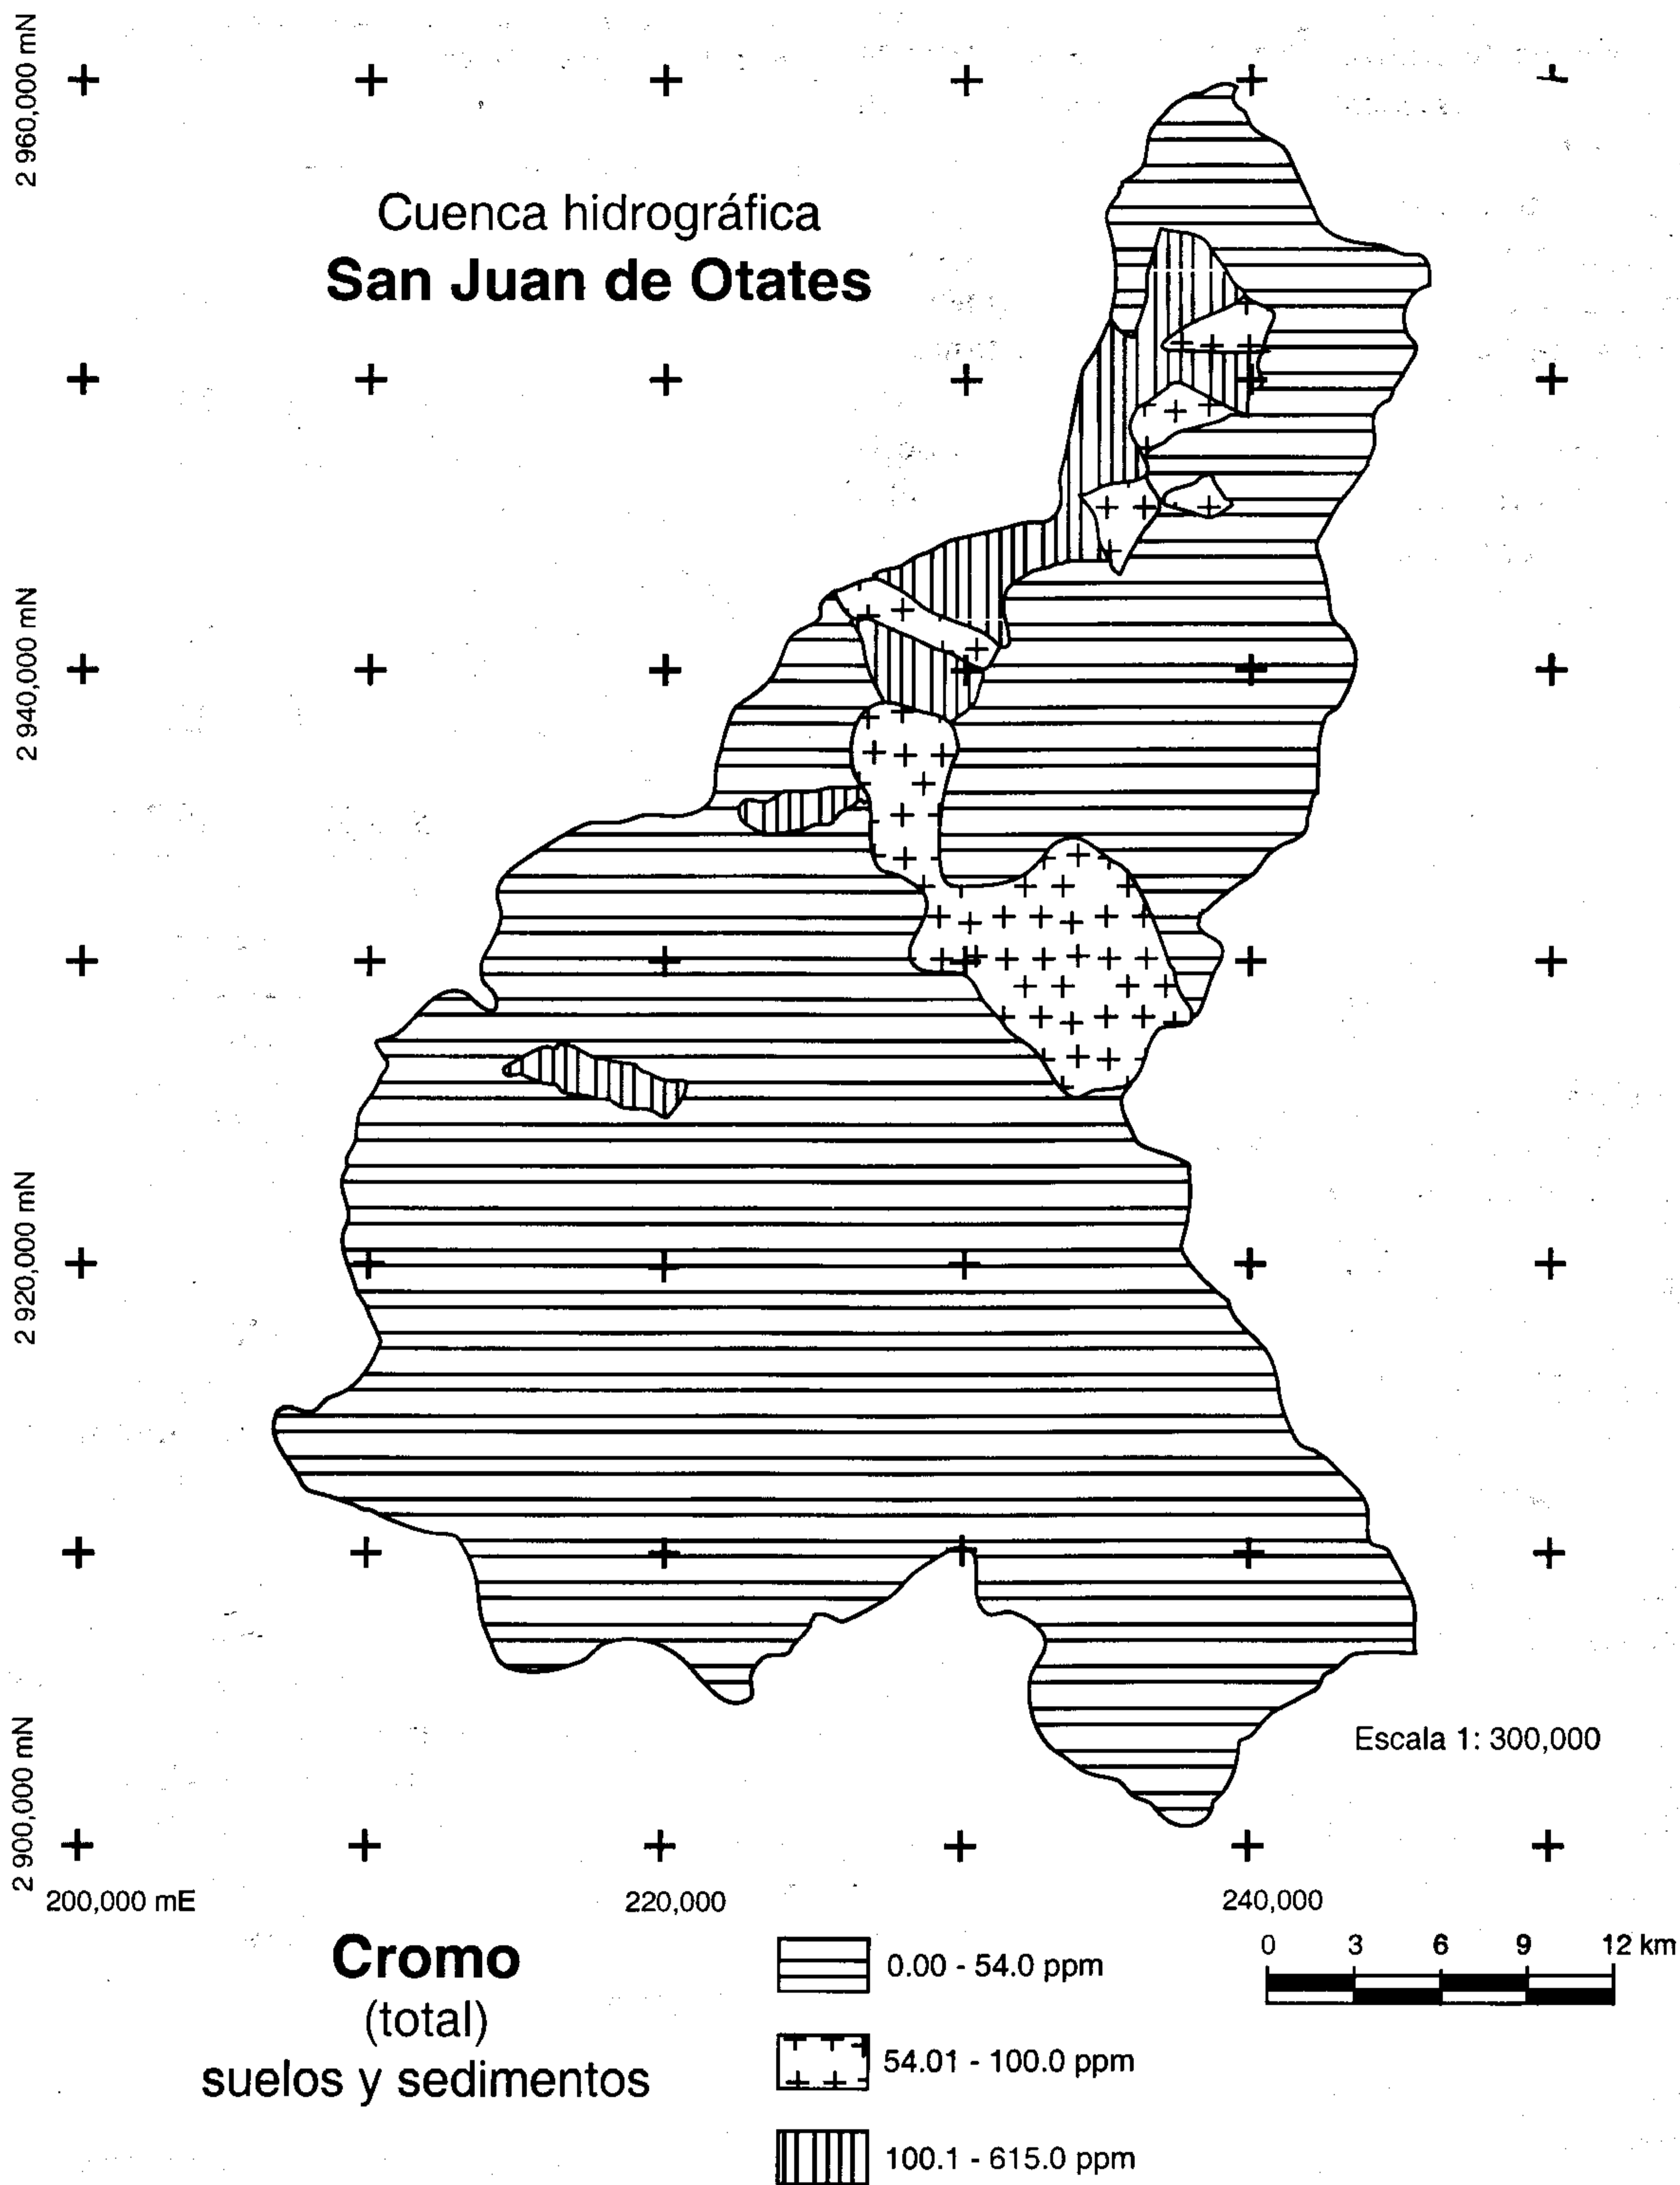 2 960,000 mN
Cuenca hidrográfica
San Juan de Otates
2 940,000 mN
2 920,000 mN
2 900,000 mN
Escala 1: 300,000
200,000 mE
220,000
240,000
Cromo
(total)
suelos y sedimentos
0.00 - 54.0 ppm
54.01 - 100.0 ppm
100.1 - 615.0 ppm
0 3 6 9 12 km